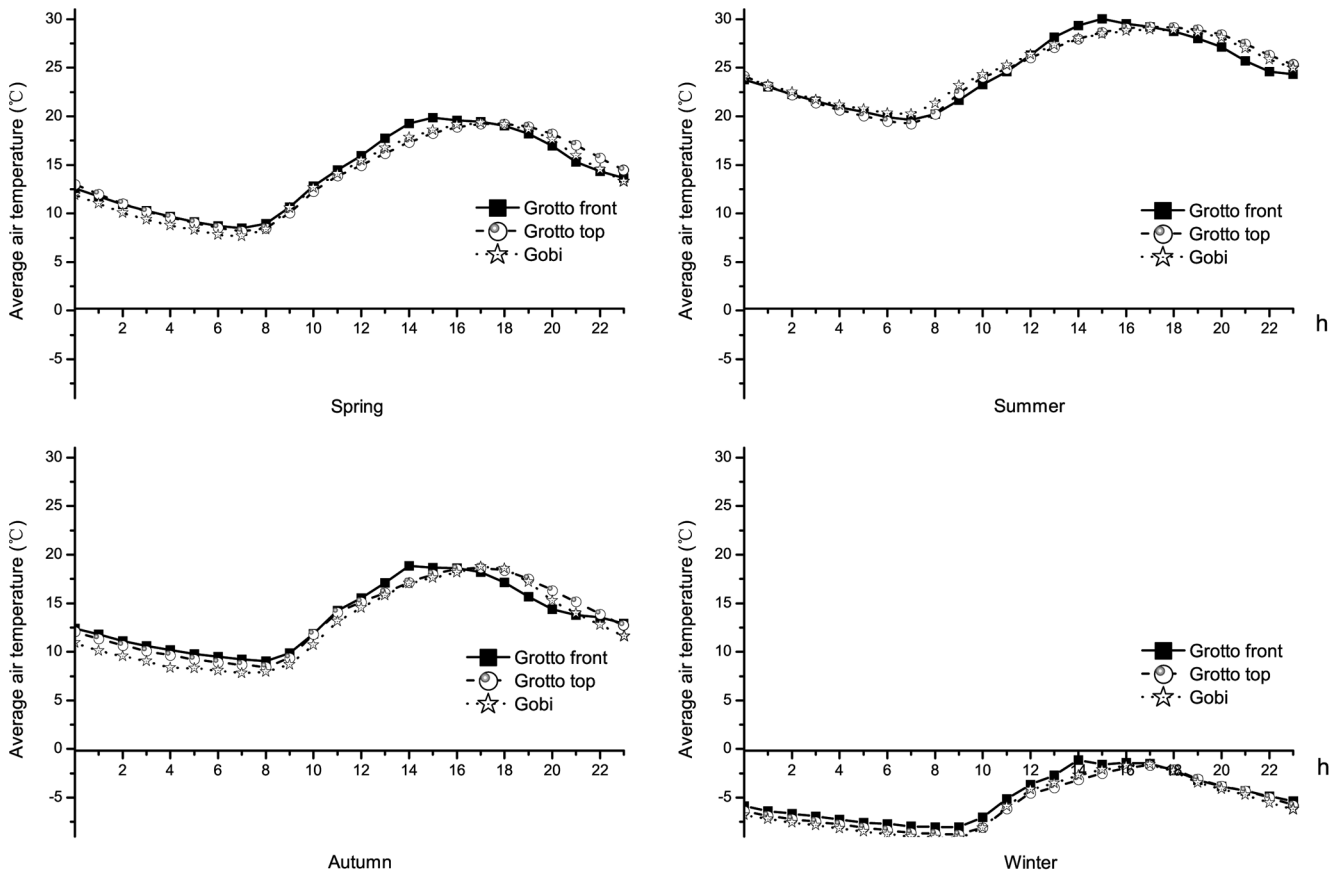 Average air temperature (℃)
30
25
20
15
10
5
0
-5
2 4 6 8 10 12 14 16 18 20 22
Grotto front
Grotto top
Gobi
Spring
Average air temperature (℃)
30
25
20
15
10
5
0
-5
2 4 6 8 10 12 14 16 18 20 22
h
Grotto front
Grotto top
Gobi
Summer
Average air temperature (℃)
30
25
20
15
10
5
0
-5
2 4 6 8 10 12 14 16 18 20 22
Grotto front
Grotto top
Gobi
Autumn
Average air temperature (℃)
30
25
20
15
10
5
0
-5
2 4 6 8 10 12 14 16 18 20 22
h
Grotto front
Grotto top
Gobi
Winter